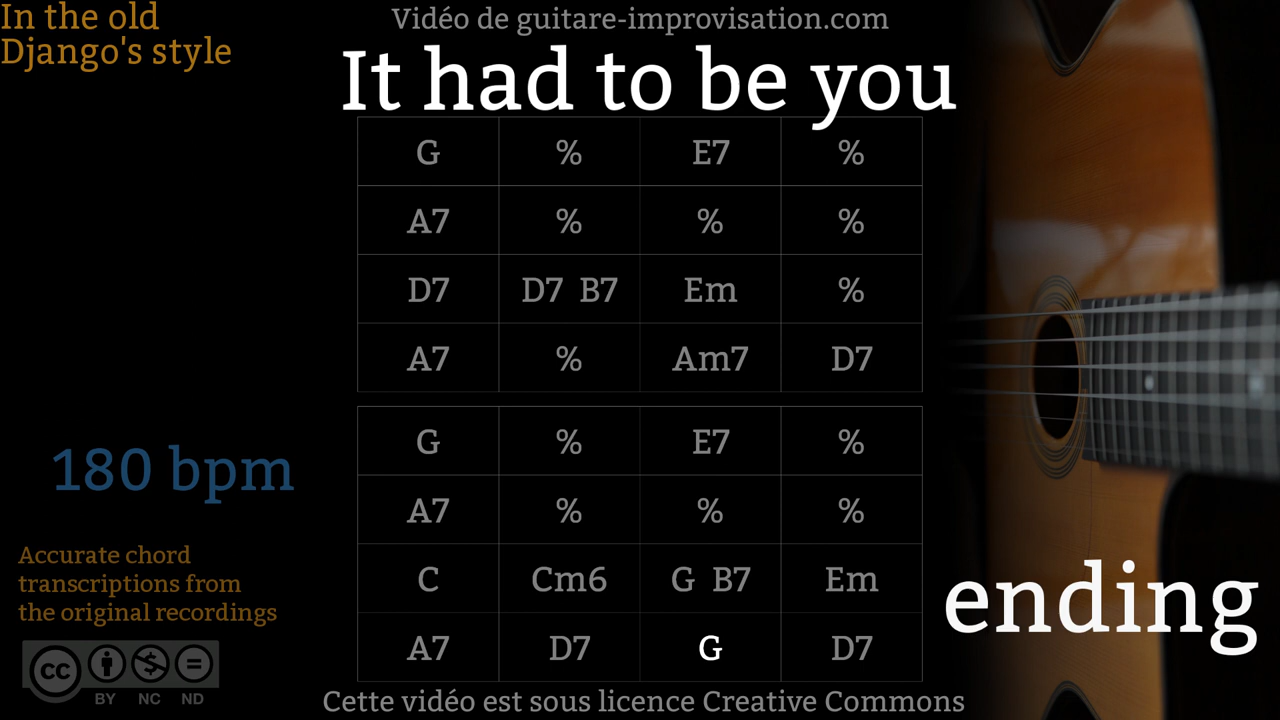 In the old
Django's style
Vidéo de guitare-improvisation.com
It had to be you
G % E7 %
A7 % % %
D7 D7 B7 Em %
A7 % Am7 D7
G % E7 %
A7 % % %
C Cm6 G B7 Em
A7 D7 G D7
180 bpm
Accurate chord
transcriptions from
the original recordings
cc
BY NC ND
ending
Cette vidéo est sous licence Creative Commons